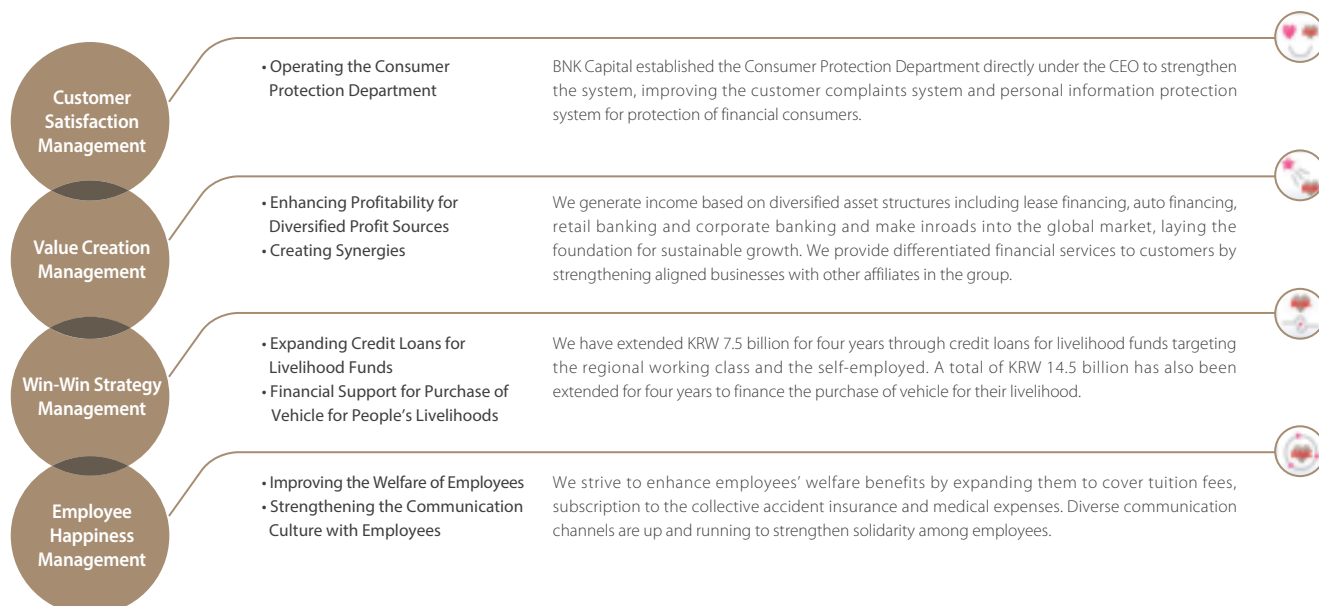 Customer
Satisfaction
Management
• Operating the Consumer
Protection Department
BNK Capital established the Consumer Protection Department directly under the CEO to strengthen
the system, improving the customer complaints system and personal information protection
system for protection of financial consumers.
Value Creation
Management
• Enhancing Profitability for
Diversified Profit Sources
• Creating Synergies
We generate income based on diversified asset structures including lease financing, auto financing,
retail banking and corporate banking and make inroads into the global market, laying the
foundation for sustainable growth. We provide differentiated financial services to customers by
strengthening aligned businesses with other affiliates in the group.
Win-Win Strategy
Management
• Expanding Credit Loans for
Livelihood Funds
• Financial Support for Purchase of
Vehicle for People's Livelihoods
We have extended KRW 7.5 billion for four years through credit loans for livelihood funds targeting
the regional working class and the self-employed. A total of KRW 14.5 billion has also been
extended for four years to finance the purchase of vehicle for their livelihood.
Employee
Happiness
Management
• Improving the Welfare of Employees
• Strengthening the Communication
Culture with Employees
We strive to enhance employees' welfare benefits by expanding them to cover tuition fees,
subscription to the collective accident insurance and medical expenses. Diverse communication
channels are up and running to strengthen solidarity among employees.